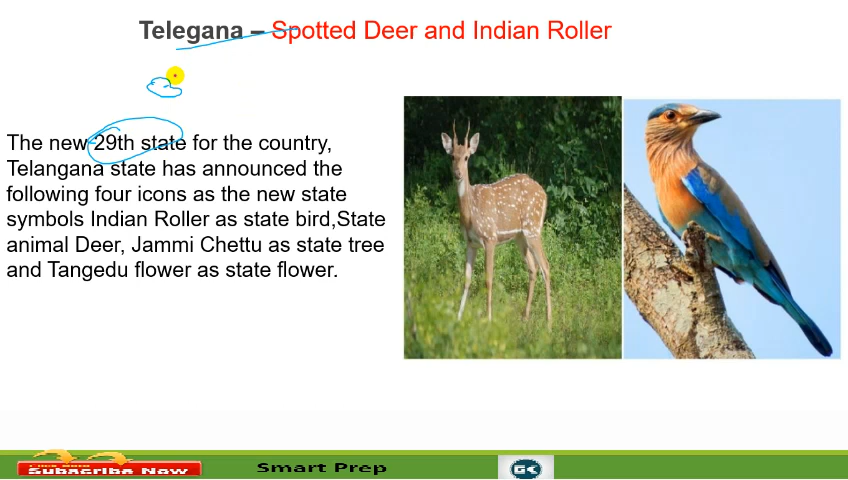 Telegana – Spotted Deer and Indian Roller
The new 29th state for the country,
Telangana state has announced the
following four icons as the new state
symbols Indian Roller as state bird,State
animal Deer, Jammi Chettu as state tree
and Tangedu flower as state flower.
Subscribe Now
Smart Prep
GK